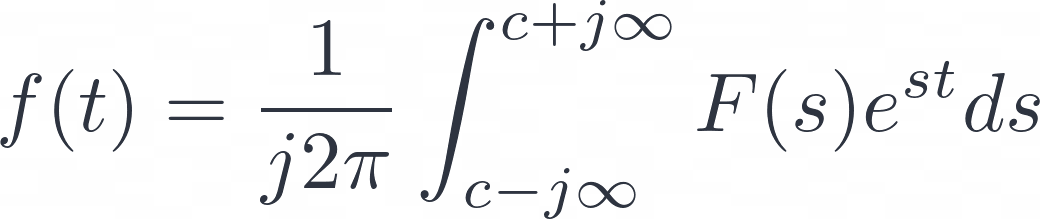 f(t) = \frac{1}{j2\pi} \int_{c-j\infty}^{c+j\infty} F(s)e^{st}ds